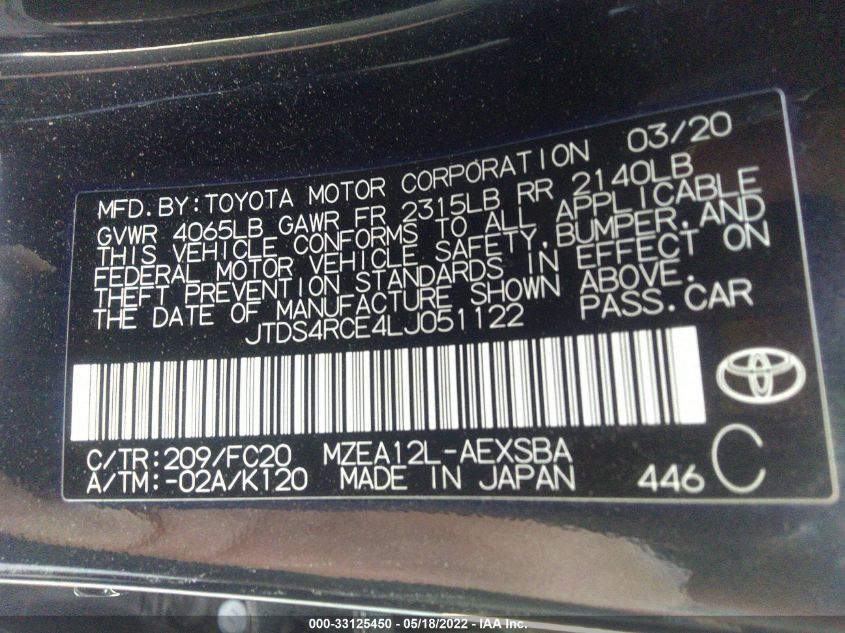 03/20
MFD.BY:TOYOTA MOTOR CORPORATION
GVWR 4065LB GAWR FR 2315LB RR 2140LB
THIS VEHICLE CONFORMS TO ALL APPLICABLE
FEDERAL MOTOR VEHICLE SAFETY,BUMPER,AND
THEFT PREVENTION STANDARDS IN EFFECT ON
THE DATE OF MANUFACTURE SHOWN ABOVE.
JTDS4RCE4LJ051122 PASS.CAR
C/TR:209/FC20 MZEA12L-AEXSBA
A/TM:-02A/K120 MADE IN JAPAN 446 C
000-33125450 - 05/18/2022 - IAA Inc.